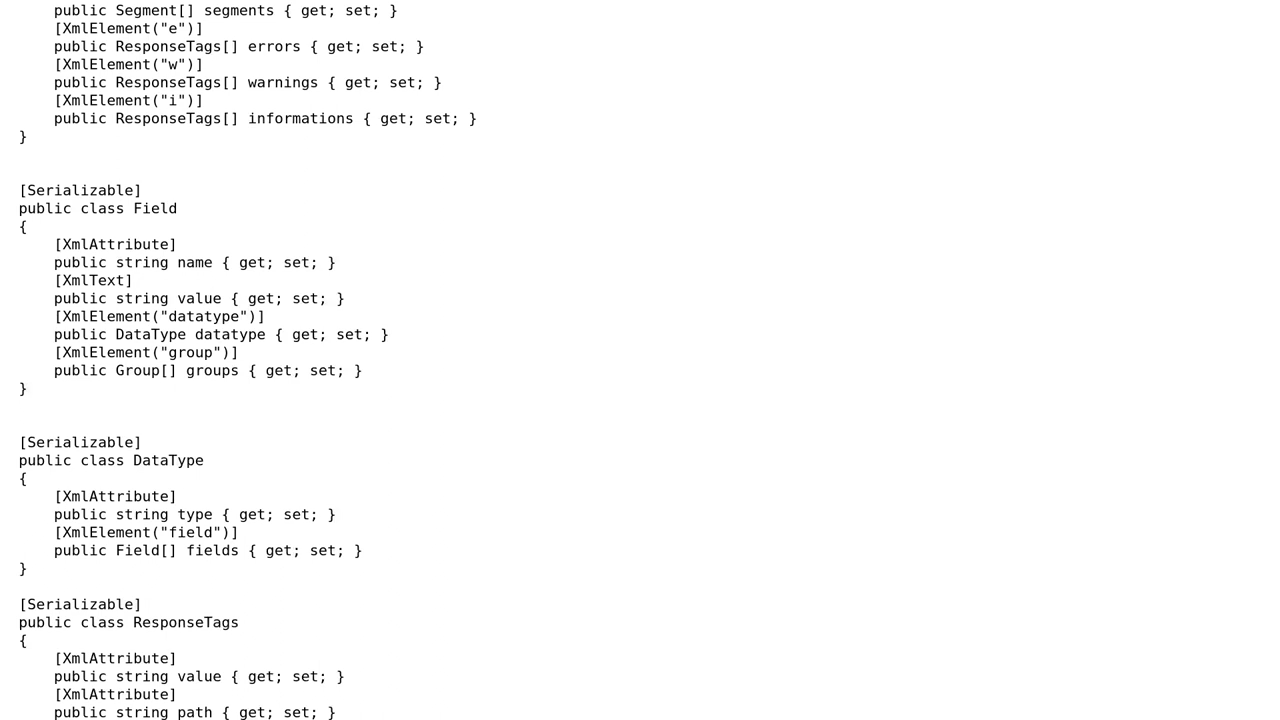 public Segment[] segments { get; set; }
[XmlElement("e")]
public ResponseTags[] errors { get; set; }
[XmlElement("w")]
public ResponseTags[] warnings { get; set; }
[XmlElement("i")]
public ResponseTags[] informations { get; set; }
}
[Serializable]
public class Field
{
[XmlAttribute]
public string name { get; set; }
[XmlText]
public string value { get; set; }
[XmlElement("datatype")]
public DataType datatype { get; set; }
[XmlElement("group")]
public Group[] groups { get; set; }
}
[Serializable]
public class DataType
{
[XmlAttribute]
public string type { get; set; }
[XmlElement("field")]
public Field[] fields { get; set; }
}
[Serializable]
public class ResponseTags
{
[XmlAttribute]
public string value { get; set; }
[XmlAttribute]
public string path { get; set; }